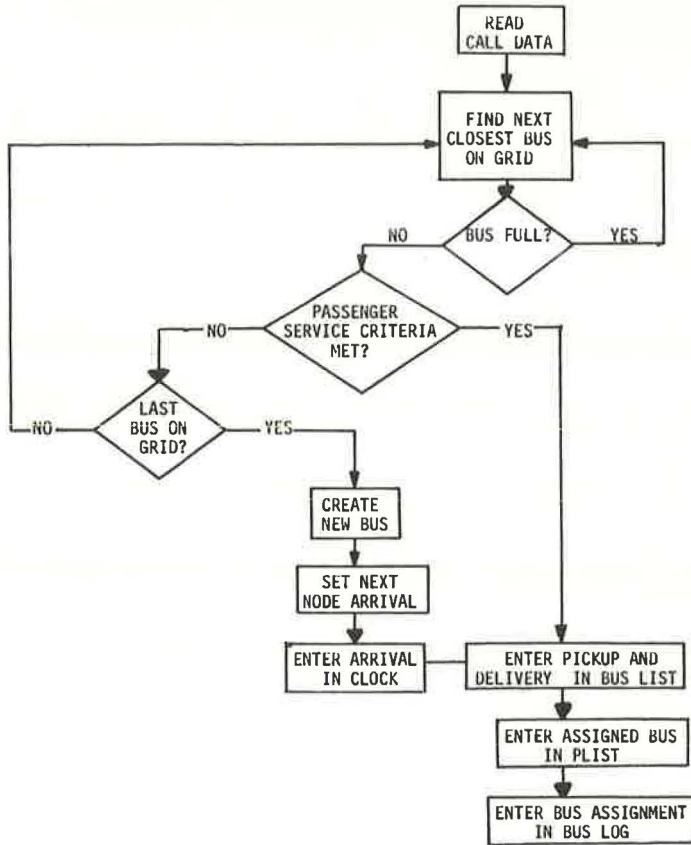 READ
CALL DATA
FIND NEXT
CLOSEST BUS
ON GRID
BUS FULL?
NO
YES
PASSENGER
SERVICE CRITERIA
MET?
NO
YES
LAST
BUS ON
GRID?
NO
YES
CREATE
NEW BUS
SET NEXT
NODE ARRIVAL
ENTER ARRIVAL
IN CLOCK
ENTER PICKUP AND
DELIVERY IN BUS LIST
ENTER ASSIGNED BUS
IN PLIST
ENTER BUS ASSIGNMENT
IN BUS LOG